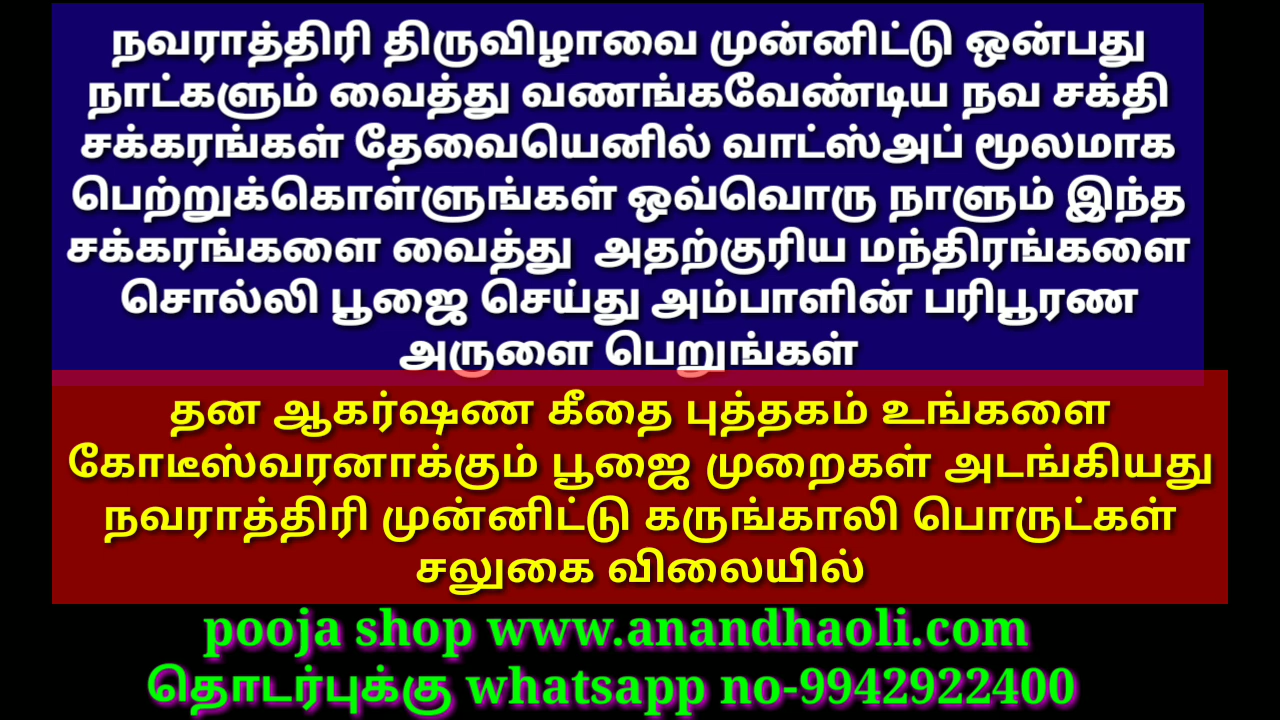 நவராத்திரி திருவிழாவை முன்னிட்டு ஒன்பது
நாட்களும் வைத்து வணங்கவேண்டிய நவ சக்தி
சக்கரங்கள் தேவையெனில் வாட்ஸ்அப் மூலமாக
பெற்றுக்கொள்ளுங்கள் ஒவ்வொரு நாளும் இந்த
சக்கரங்களை வைத்து அதற்குரிய மந்திரங்களை
சொல்லி பூஜை செய்து அம்பாளின் பரிபூரண
அருளை பெறுங்கள்
தன ஆகர்ஷண கீதை புத்தகம் உங்களை
கோடீஸ்வரனாக்கும் பூஜை முறைகள் அடங்கியது
நவராத்திரி முன்னிட்டு கருங்காலி பொருட்கள்
சலுகை விலையில்
pooja shop www.anandhaoli.com
தொடர்புக்கு whatsapp no-9942922400